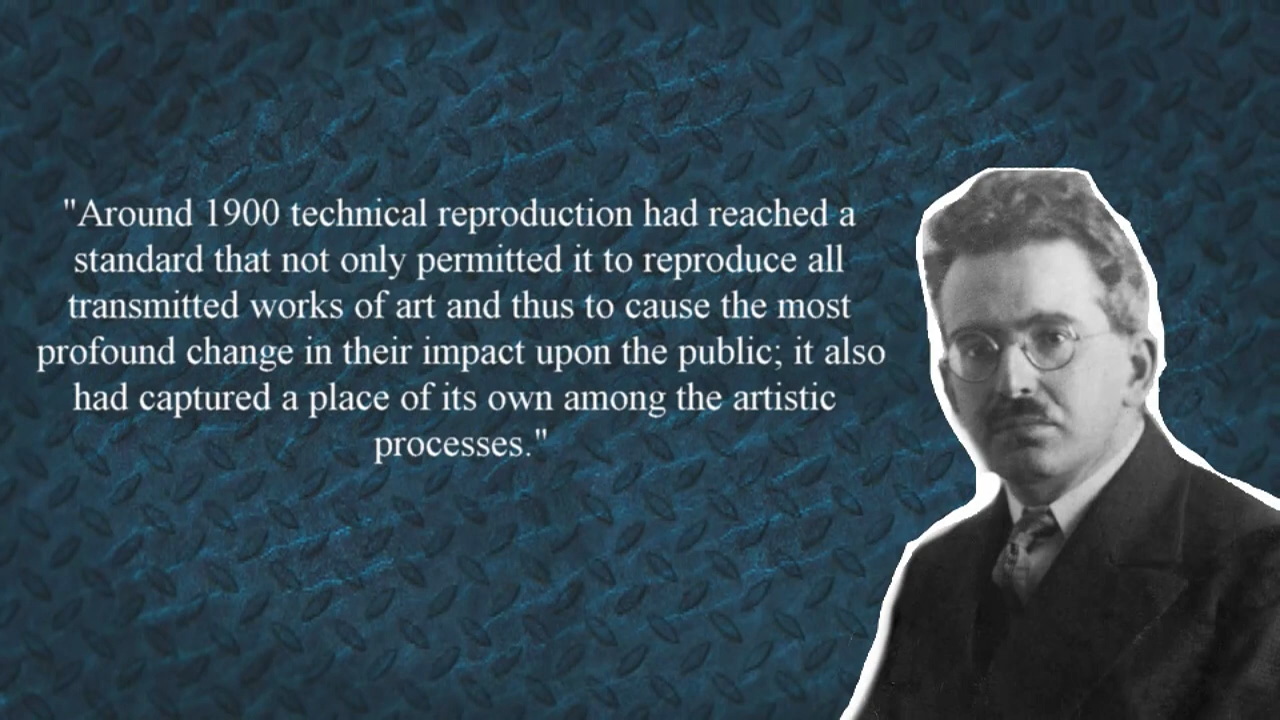 "Around 1900 technical reproduction had reached a
standard that not only permitted it to reproduce all
transmitted works of art and thus to cause the most
profound change in their impact upon the public; it also
had captured a place of its own among the artistic
processes."